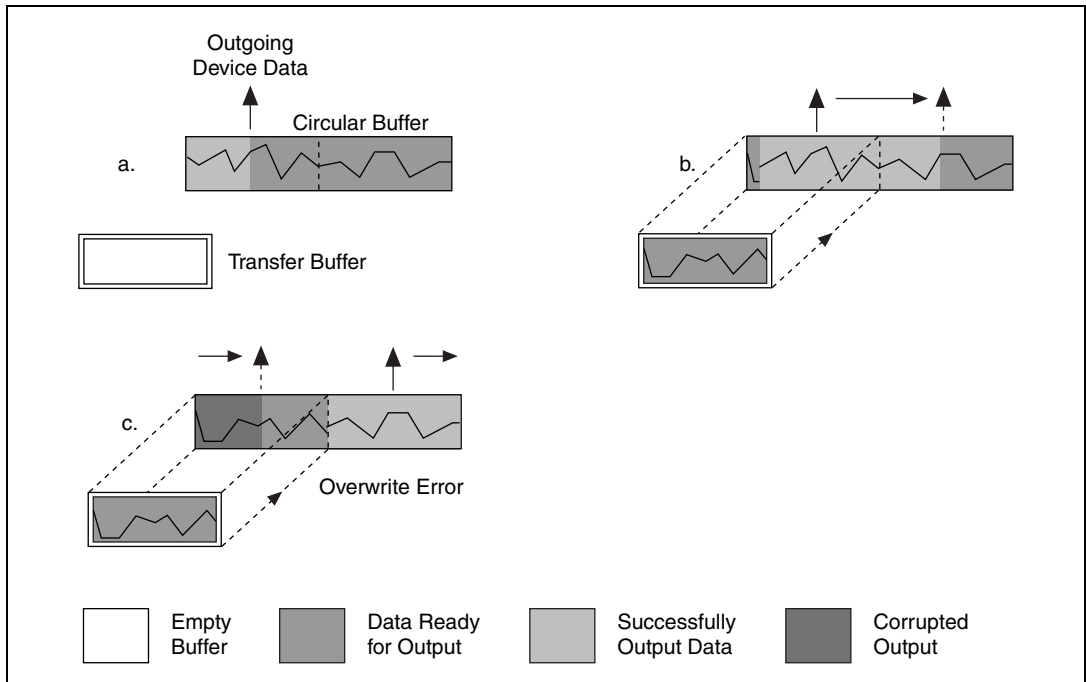 Outgoing
Device Data
Circular Buffer
a.
b.
Transfer Buffer
c.
Overwrite Error
Empty
Buffer
Data Ready
for Output
Successfully
Output Data
Corrupted
Output